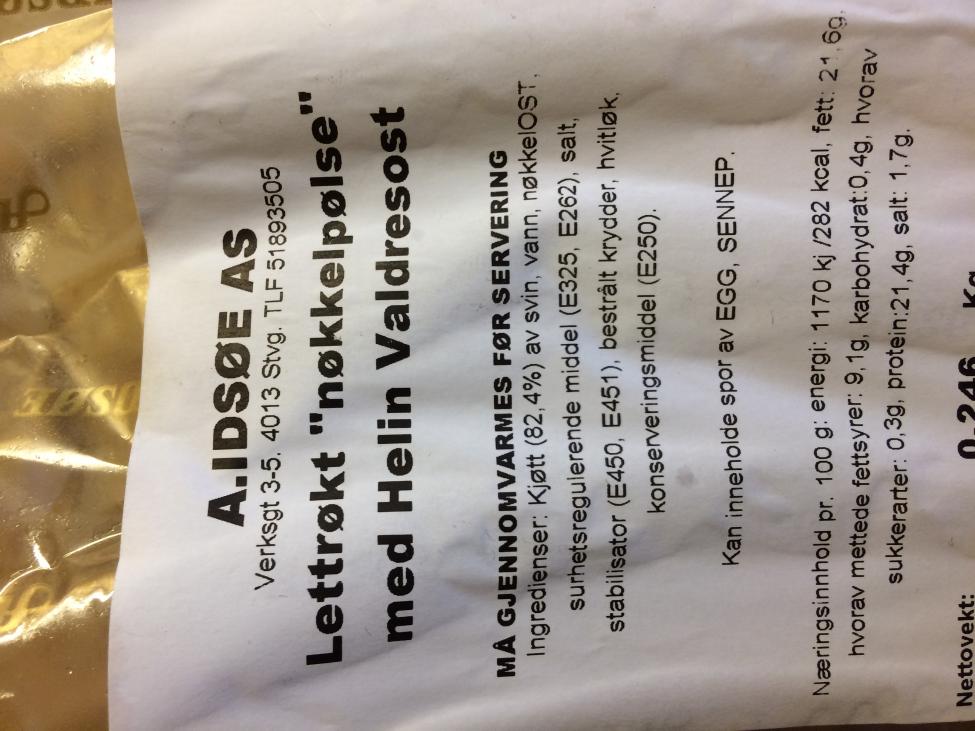 A.IDSØE AS
Verksgt 3-5. 4013 Stvg. TLF 51893505
Lettrøkt "nøkkelpølse"
med Helin Valdresost
MÅ GJENNOMVARMES FØR SERVERING
Ingredienser: Kjøtt (82,4%) av svin, vann, nøkkelOST,
surhetsregulerende middel (E325, E262), salt,
stabilisator (E450, E451), bestrålt krydder, hvitløk,
konserveringsmiddel (E250).
Kan inneholde spor av EGG, SENNEP.
Næringsinnhold pr. 100 g: energi: 1170 kj /282 kcal, fett: 21,6g,
hvorav mettede fettsyrer: 9,1g, karbohydrat:0,4g, hvorav
sukkerarter: 0,3g, protein:21,4g, salt: 1,7g.
Nettovekt: 0,246 Kg